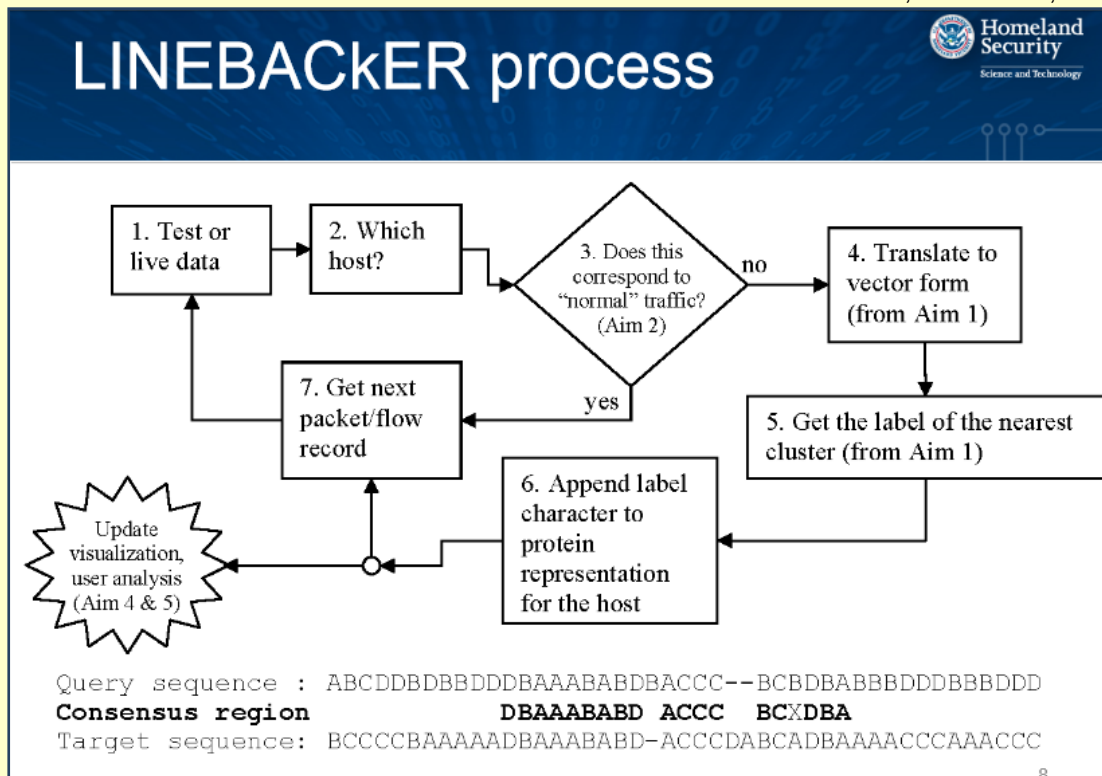 LINEBACkER process
Homeland
Security
Science and Technology
1. Test or
live data
2. Which
host?
3. Does this
correspond to
“normal” traffic?
(Aim 2)
no
yes
4. Translate to
vector form
(from Aim 1)
5. Get the label of the nearest
cluster (from Aim 1)
6. Append label
character to
protein
representation
for the host
7. Get next
packet/flow
record
Update
visualization,
user analysis
(Aim 4 & 5)
Query sequence : ABCDDBDBBDDDBAAABABDBACCC--BCBDBABBBDDDBBBDDD
Consensus region DBAAABABD ACCC BCXDBA
Target sequence: BCCCCBAAAAADBAAABABD-ACCCDABCADBAAAACCCAAACCC
8